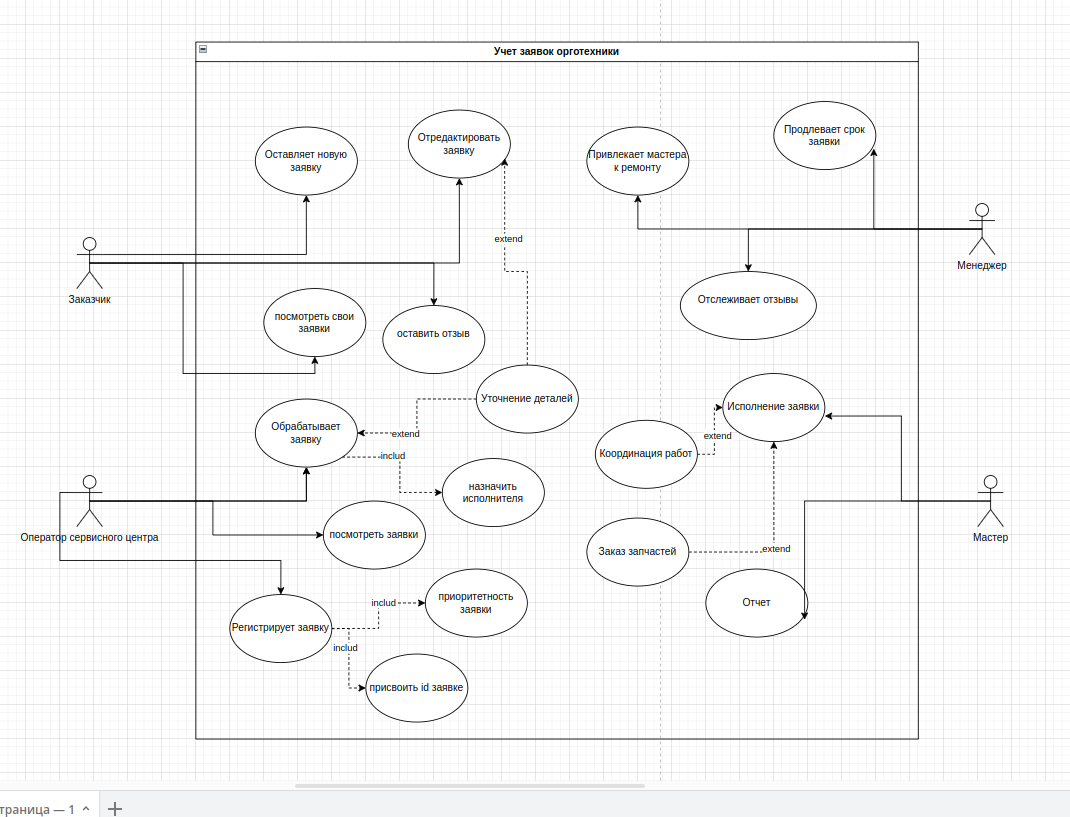 Учет заявок орготехники
Оставляет новую
заявку
Отредактировать
заявку
Привлекает мастера
к ремонту
Продлевает срок
заявки
extend
Заказчик
Менеджер
посмотреть свои
заявки
оставить отзыв
Отслеживает отзывы
Уточнение деталей
Исполнение заявки
Обрабатывает
заявку
extend
extend
includ
Координация работ
назначить
исполнителя
Оператор сервисного центра
посмотреть заявки
Заказ запчастей
extend
Мастер
приоритетность
заявки
includ
Отчет
Регистрирует заявку
includ
присвоить id заявке
траница — 1